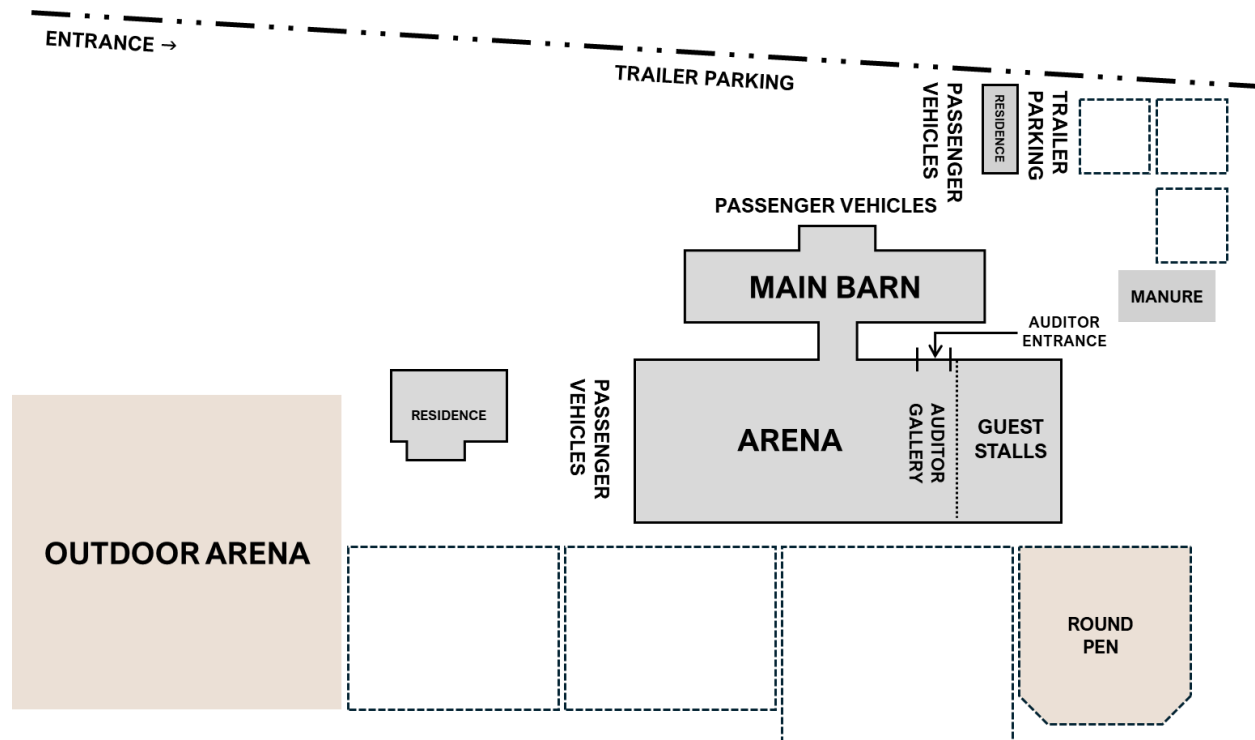 ENTRANCE →
TRAILER PARKING
PASSENGER
VEHICLES
RESIDENCE
TRAILER
PARKING
PASSENGER VEHICLES
MAIN BARN
MANURE
AUDITOR
ENTRANCE
RESIDENCE
PASSENGER
VEHICLES
ARENA
AUDITOR
GALLERY
GUEST
STALLS
OUTDOOR ARENA
ROUND
PEN